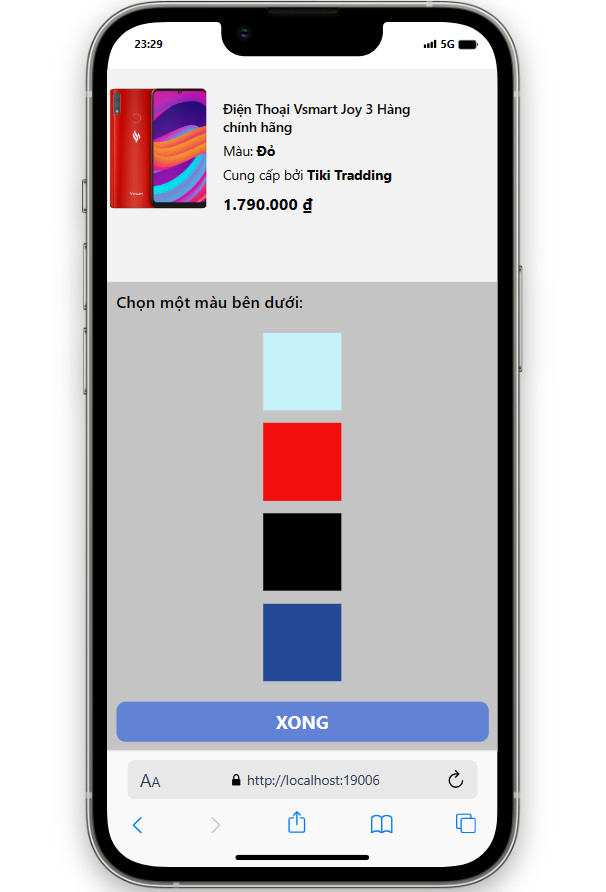 23:29
5G
Điện Thoại Vsmart Joy 3 Hàng
chính hãng
Màu: Đỏ
Cung cấp bởi Tiki Tradding
1.790.000 ₫
Vsmart
Chọn một màu bên dưới:
XONG
AA
http://localhost:19006